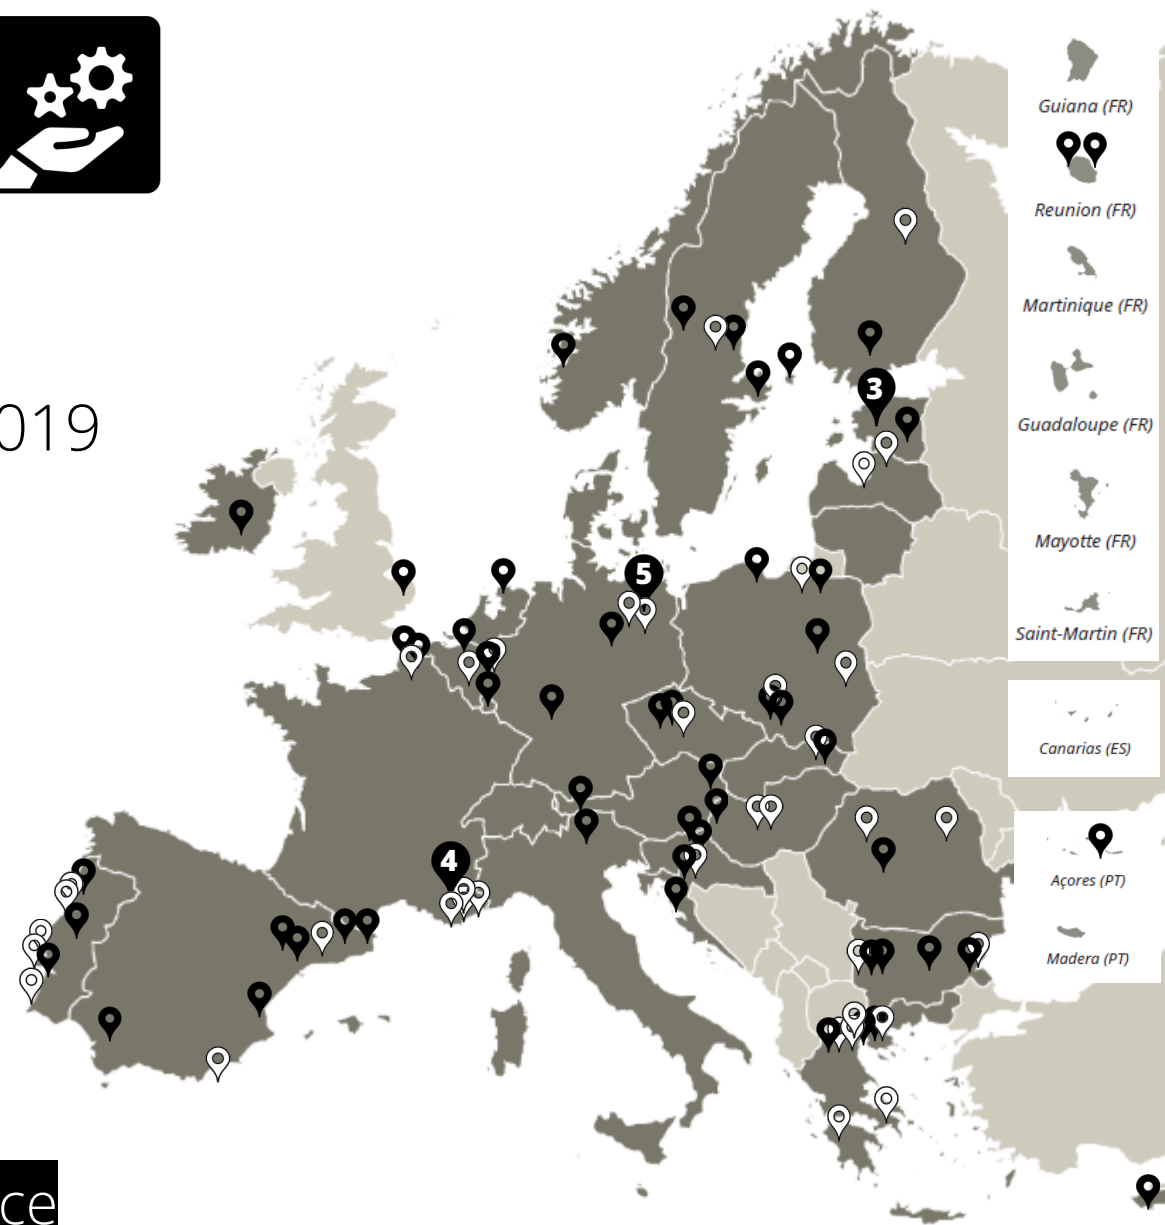 Guiana (FR)
Reunion (FR)
Martinique (FR)
019
3
Guadaloupe (FR)
Mayotte (FR)
5
Saint-Martin (FR)
Canarias (ES)
4
Açores (PT)
Madera (PT)
ce